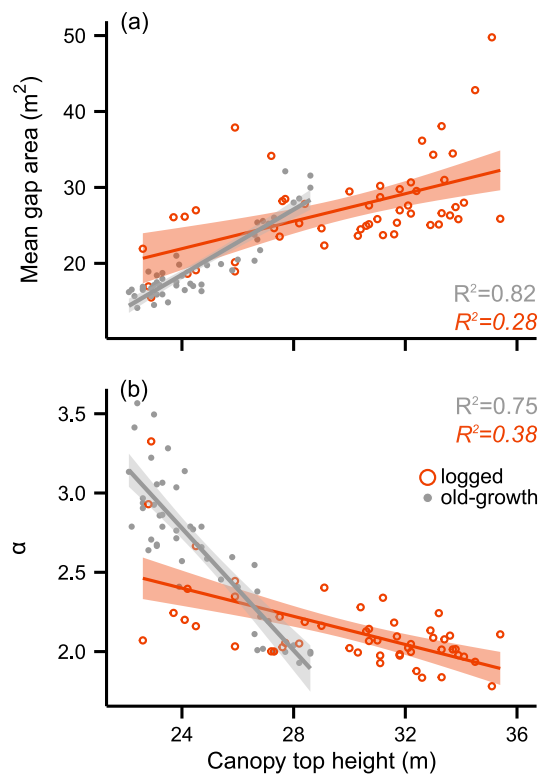 (a)
50
40
30
20
Mean gap area (m²)
R²=0.82
R²=0.28
(b)
3.5
3.0
2.5
2.0
α
R²=0.75
R²=0.38
logged
old-growth
24 28 32 36
Canopy top height (m)